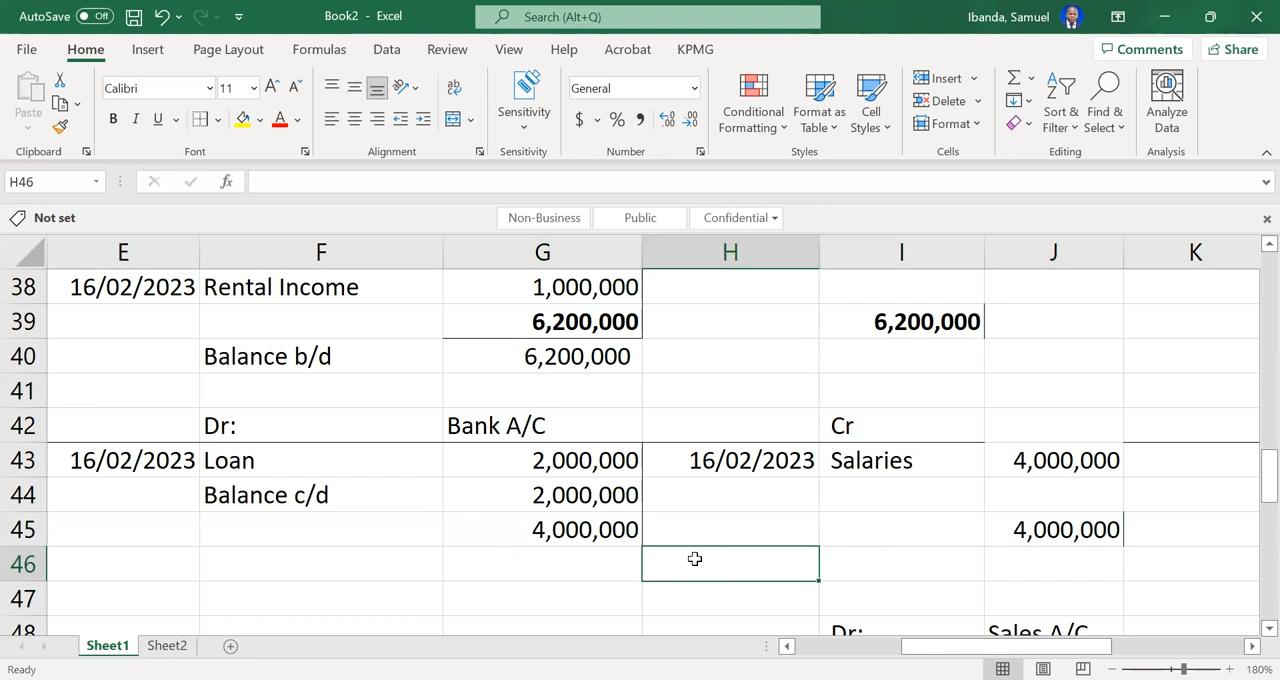 AutoSave Off Book2 - Excel Search (Alt+Q) Ibanda, Samuel
File Home Insert Page Layout Formulas Data Review View Help Acrobat KPMG Comments Share
Paste Calibri 11 A A ab General Insert Σ
B I U A $ % 9 Sensitivity Conditional Formatting Format as Table Cell Styles Delete Sort & Filter Find & Select Analyze Data
Format
Clipboard Font Alignment Sensitivity Number Styles Cells Editing Analysis
H46 fx
Not set Non-Business Public Confidential
E F G H I J K
38 16/02/2023 Rental Income 1,000,000
39 6,200,000 6,200,000
40 Balance b/d 6,200,000
41
42 Dr: Bank A/C Cr
43 16/02/2023 Loan 2,000,000 16/02/2023 Salaries 4,000,000
44 Balance c/d 2,000,000
45 4,000,000 4,000,000
46
47
48 Dr: Sales A/C
Sheet1 Sheet2
Ready 180%